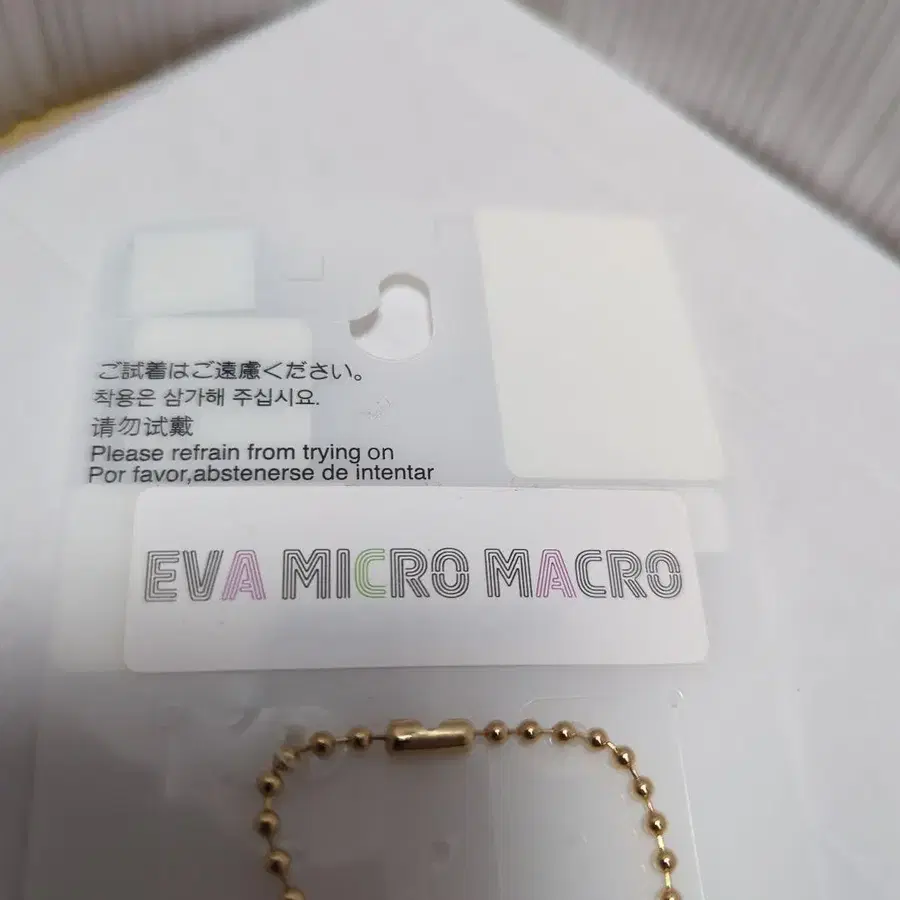 ご試着はご遠慮ください。
착용은 삼가해 주십시요.
请勿试戴
Please refrain from trying on
Por favor,abstenerse de intentar
EVA MICRO MACRO